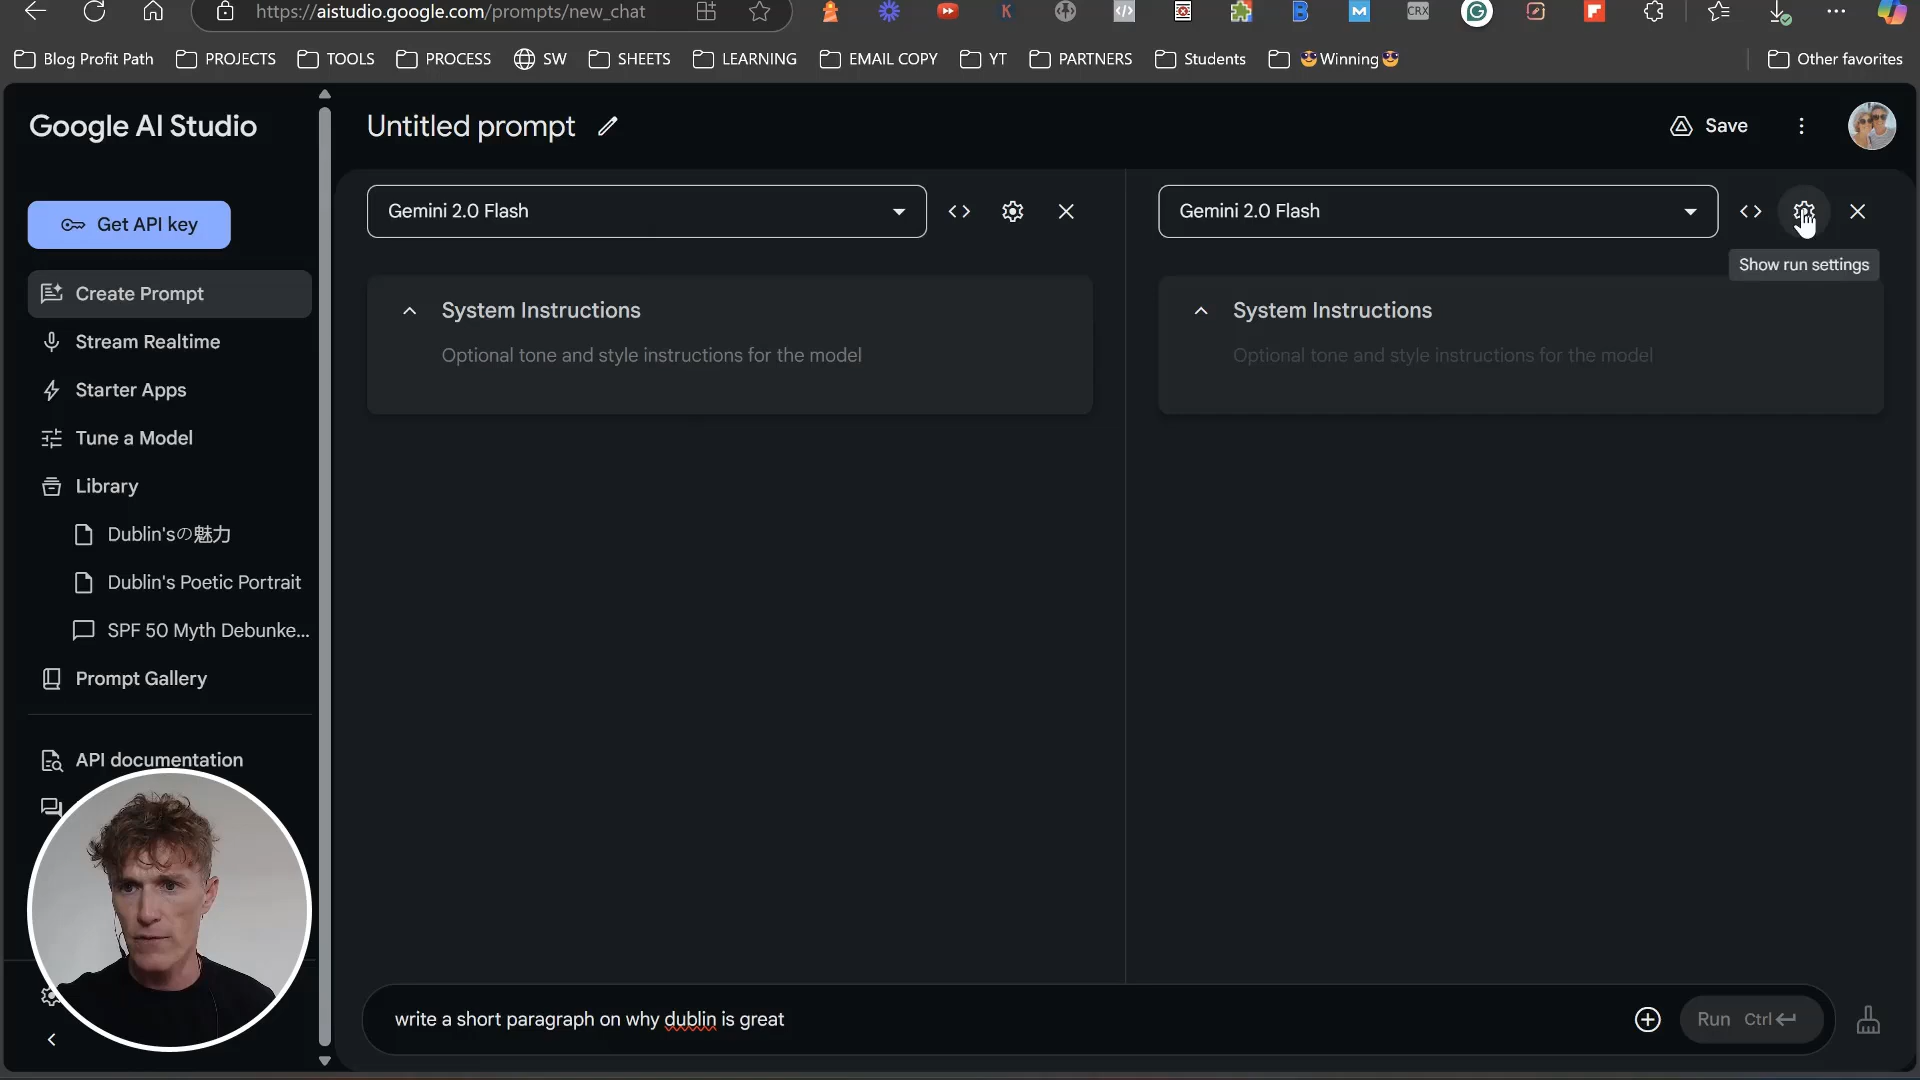 https://aistudio.google.com/prompts/new_chat
Blog Profit Path
PROJECTS
TOOLS
PROCESS
SW
SHEETS
LEARNING
EMAIL COPY
YT
PARTNERS
Students
😎Winning😎
Other favorites
Google AI Studio
Untitled prompt
Save
Get API key
Gemini 2.0 Flash
Gemini 2.0 Flash
Show run settings
Create Prompt
Stream Realtime
Starter Apps
Tune a Model
Library
Dublin'sの魅力
Dublin's Poetic Portrait
SPF 50 Myth Debunke...
Prompt Gallery
API documentation
System Instructions
Optional tone and style instructions for the model
System Instructions
Optional tone and style instructions for the model
write a short paragraph on why dublin is great
Run Ctrl